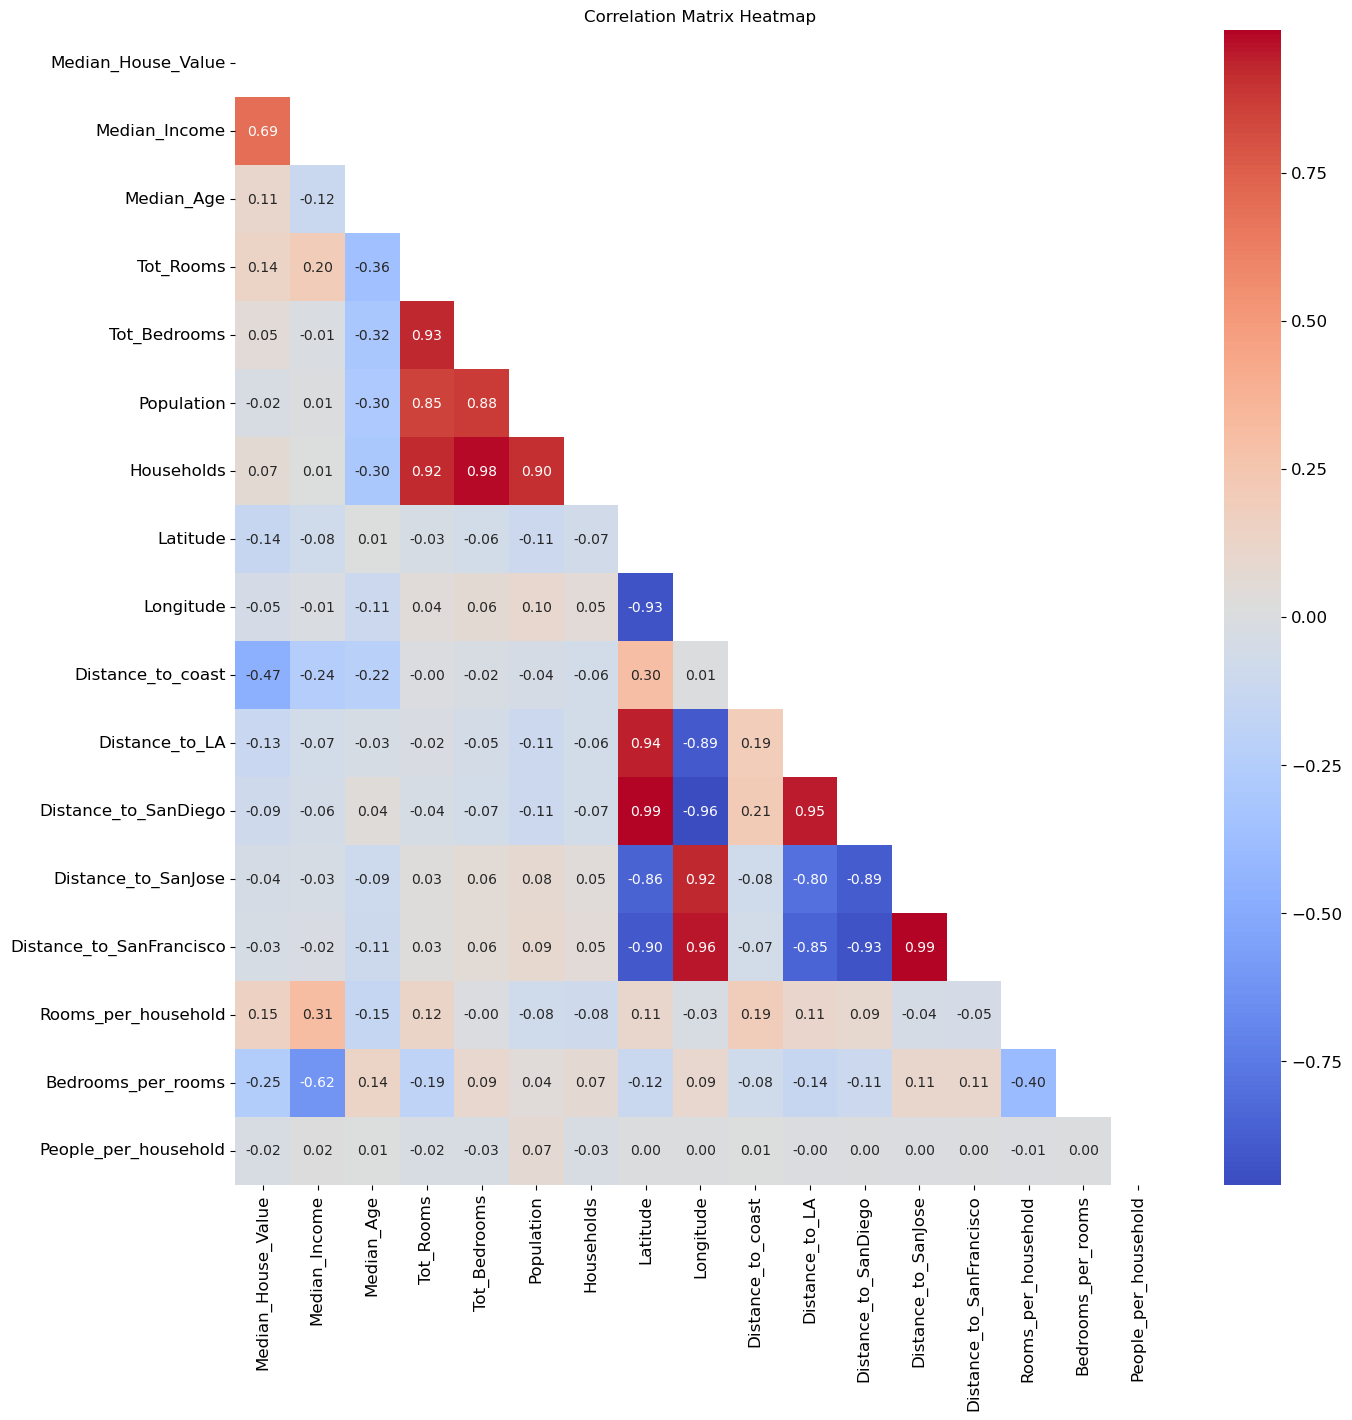 Correlation Matrix Heatmap
Median_House_Value
Median_Income 0.69
Median_Age 0.11 -0.12
Tot_Rooms 0.14 0.20 -0.36
Tot_Bedrooms 0.05 -0.01 -0.32 0.93
Population -0.02 0.01 -0.30 0.85 0.88
Households 0.07 0.01 -0.30 0.92 0.98 0.90
Latitude -0.14 -0.08 0.01 -0.03 -0.06 -0.11 -0.07
Longitude -0.05 -0.01 -0.11 0.04 0.06 0.10 0.05 -0.93
Distance_to_coast -0.47 -0.24 -0.22 -0.00 -0.02 -0.04 -0.06 0.30 0.01
Distance_to_LA -0.13 -0.07 -0.03 -0.02 -0.05 -0.11 -0.06 0.94 -0.89 0.19
Distance_to_SanDiego -0.09 -0.06 0.04 -0.04 -0.07 -0.11 -0.07 0.99 -0.96 0.21 0.95
Distance_to_SanJose -0.04 -0.03 -0.09 0.03 0.06 0.08 0.05 -0.86 0.92 -0.08 -0.80 -0.89
Distance_to_SanFrancisco -0.03 -0.02 -0.11 0.03 0.06 0.09 0.05 -0.90 0.96 -0.07 -0.85 -0.93 0.99
Rooms_per_household 0.15 0.31 -0.15 0.12 -0.00 -0.08 -0.08 0.11 -0.03 0.19 0.11 0.09 -0.04 -0.05
Bedrooms_per_rooms -0.25 -0.62 0.14 -0.19 0.09 0.04 0.07 -0.12 0.09 -0.08 -0.14 -0.11 0.11 0.11 -0.40
People_per_household -0.02 0.02 0.01 -0.02 -0.03 0.07 -0.03 0.00 0.00 0.01 -0.00 0.00 0.00 0.00 -0.01 0.00
Median_House_Value
Median_Income
Median_Age
Tot_Rooms
Tot_Bedrooms
Population
Households
Latitude
Longitude
Distance_to_coast
Distance_to_LA
Distance_to_SanDiego
Distance_to_SanJose
Distance_to_SanFrancisco
Rooms_per_household
Bedrooms_per_rooms
People_per_household
0.75
0.50
0.25
0.00
−0.25
−0.50
−0.75